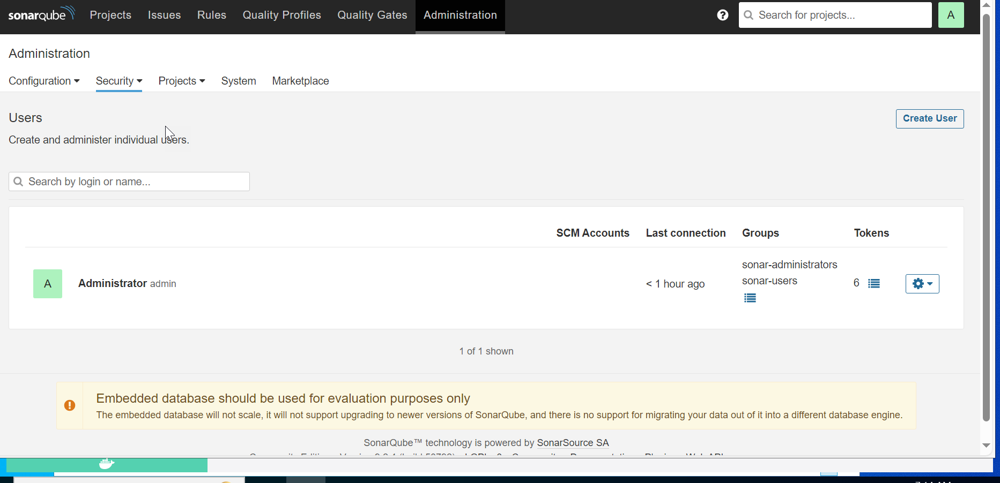 sonarqube Projects Issues Rules Quality Profiles Quality Gates Administration ? Search for projects... A
Administration
Configuration Security Projects System Marketplace
Users
Create User
Create and administer individual users.
Search by login or name...
SCM Accounts Last connection Groups Tokens
A Administrator admin < 1 hour ago sonar-administrators
sonar-users
6
1 of 1 shown
Embedded database should be used for evaluation purposes only
The embedded database will not scale, it will not support upgrading to newer versions of SonarQube, and there is no support for migrating your data out of it into a different database engine.
SonarQube™ technology is powered by SonarSource SA